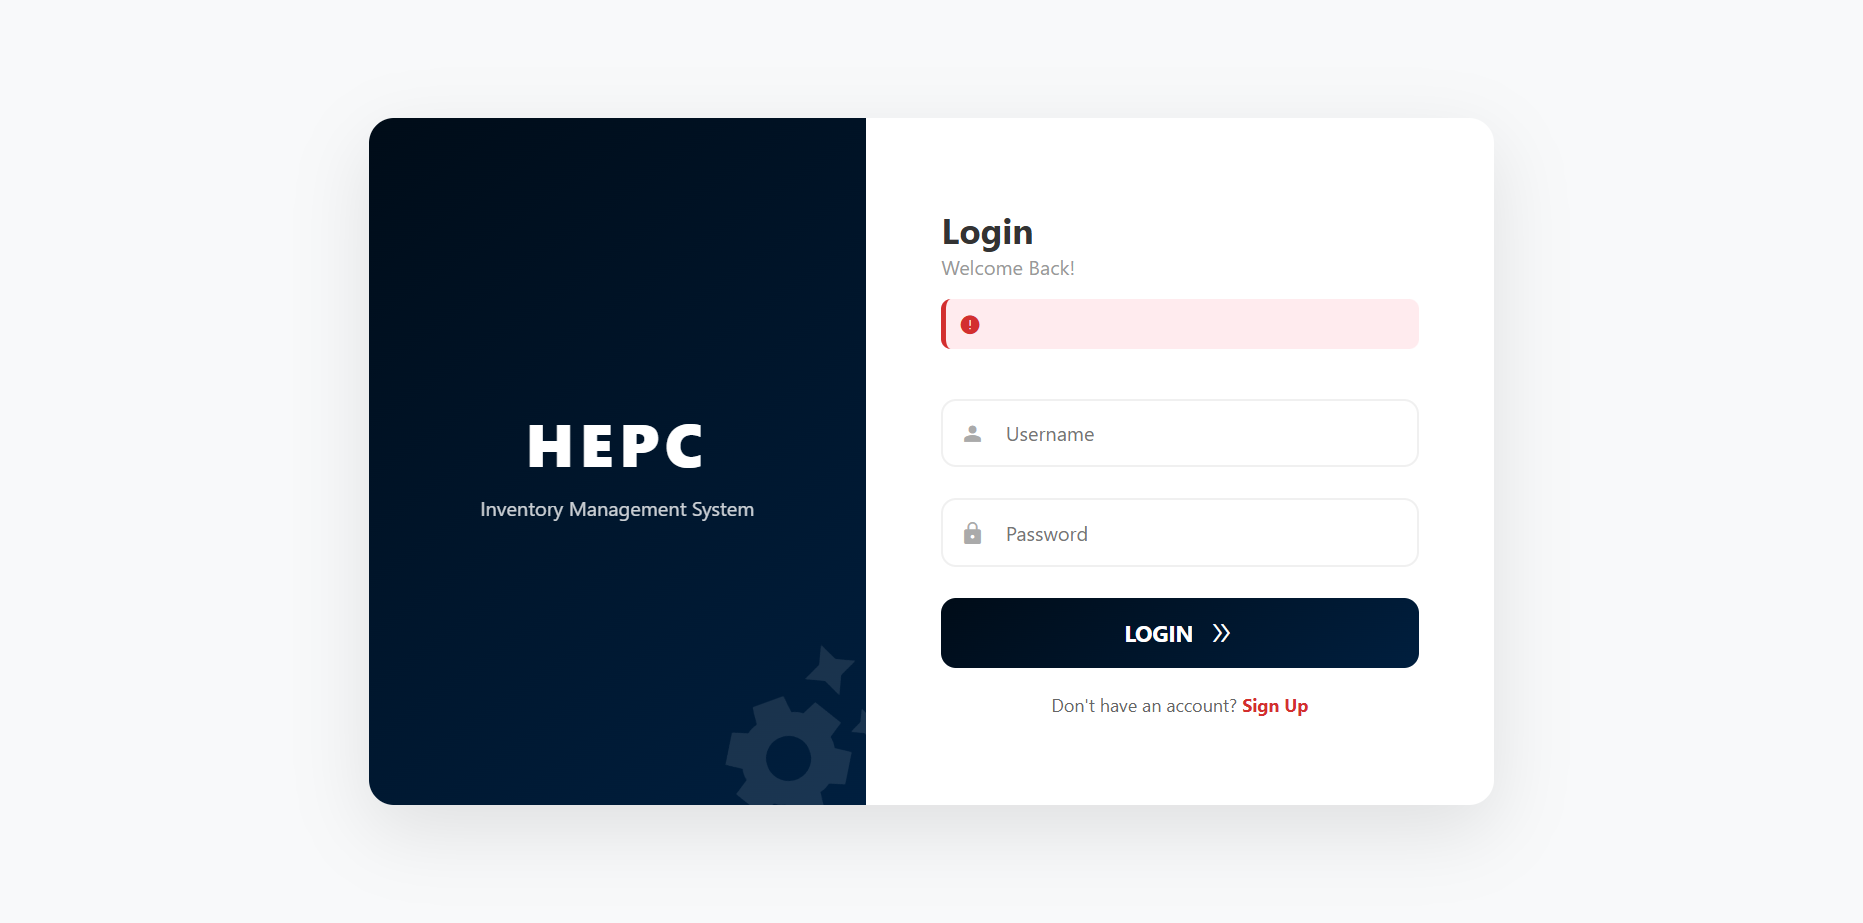 HEPC
Inventory Management System
Login
Welcome Back!
Username
Password
LOGIN
Don't have an account? Sign Up